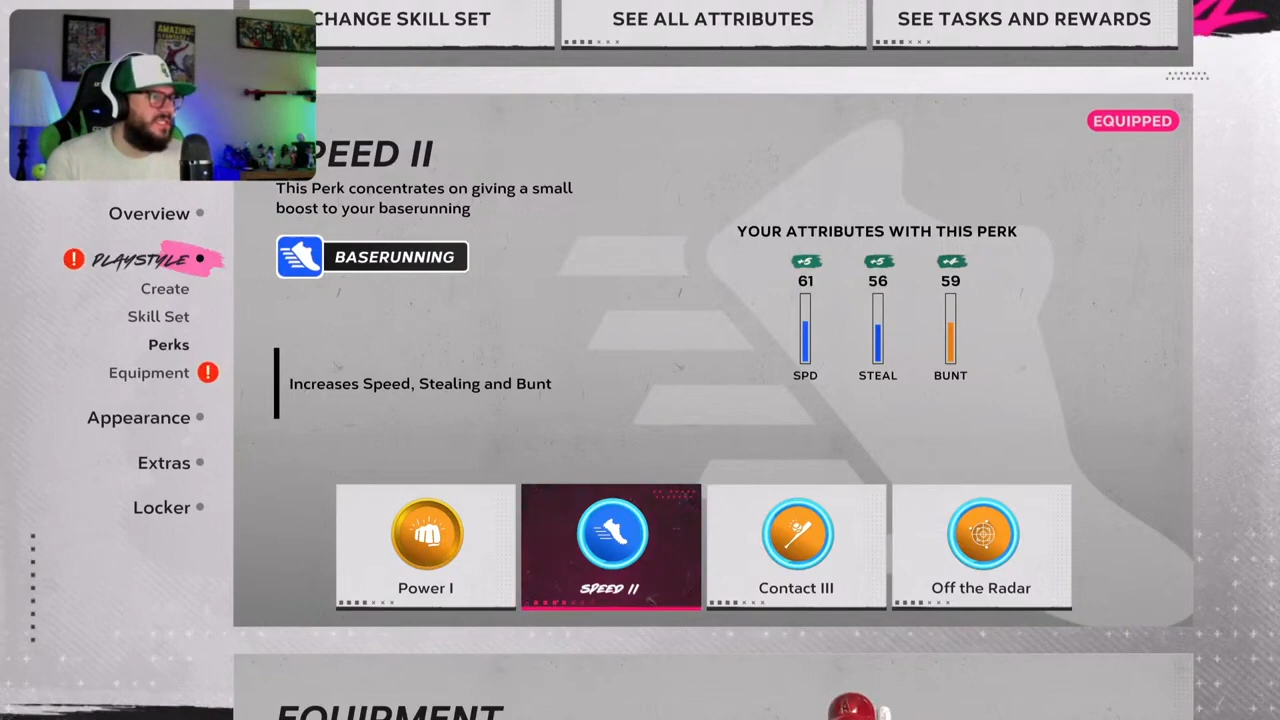 CHANGE SKILL SET
SEE ALL ATTRIBUTES
SEE TASKS AND REWARDS
AMAZING
EQUIPPED
PEED II
This Perk concentrates on giving a small
boost to your baserunning
BASERUNNING
Increases Speed, Stealing and Bunt
YOUR ATTRIBUTES WITH THIS PERK
+5 +5 +4
61 56 59
SPD STEAL BUNT
Overview
! PLAYSTYLE
Create
Skill Set
Perks
Equipment !
Appearance
Extras
Locker
Power I
SPEED II
Contact III
Off the Radar
EQUIPMENT
A